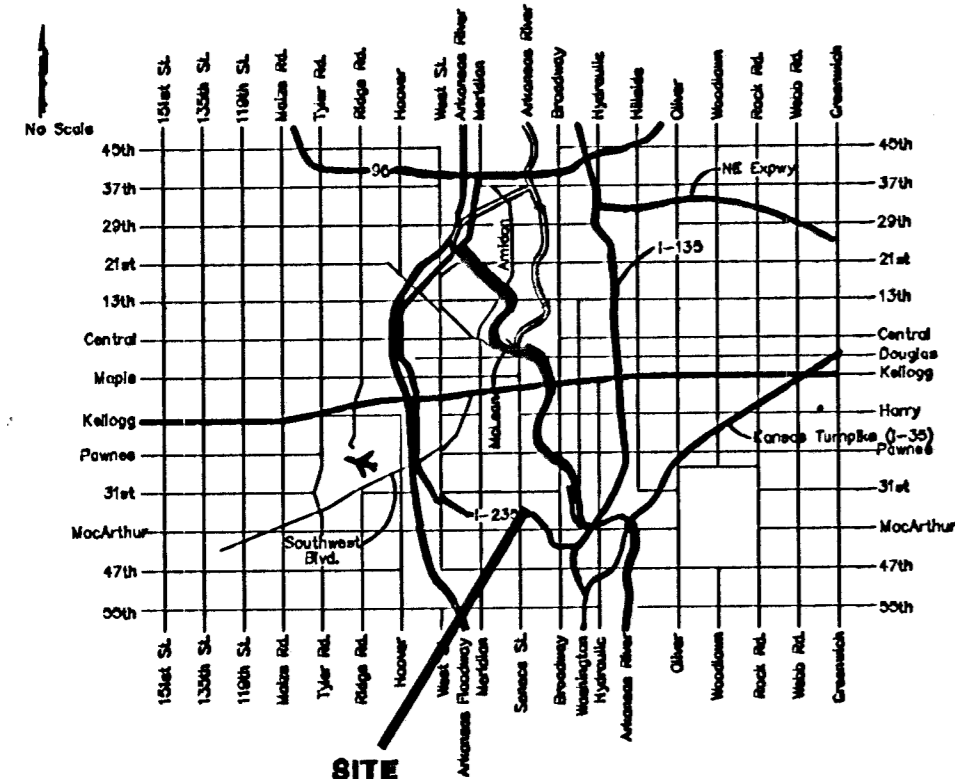 No Scale
151st St.
135th St.
119th St.
Maize Rd.
Tyler Rd.
Ridge Rd.
Hoover
West St.
Arkansas River
Meridian
Arkansas River
Broadway
Hydraulic
Hillside
Oliver
Woodlawn
Rock Rd.
Webb Rd.
Greenwich
45th
37th
29th
21st
13th
Central
Maple
Kellogg
Pawnee
31st
MacArthur
47th
55th
96
NE Expwy
I-135
Amidon
McLean
Kansas Turnpike (I-35)
I-235
Southwest
Blvd.
45th
37th
29th
21st
13th
Central
Douglas
Kellogg
Harry
Pawnee
31st
MacArthur
47th
55th
151st St.
135th St.
119th St.
Maize Rd.
Tyler Rd.
Ridge Rd.
Hoover
West St.
Arkansas Floodway
Meridian
Seneca St.
Broadway
Washington
Hydraulic
Arkansas River
Oliver
Woodlawn
Rock Rd.
Webb Rd.
Greenwich
SITE